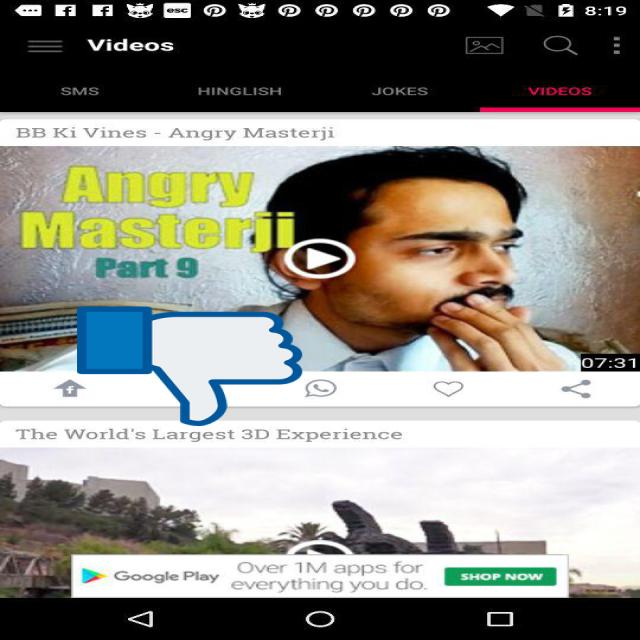 esc
8:19
Videos
SMS
HINGLISH
JOKES
VIDEOS
BB Ki Vines - Angry Masterji
Angry
Masterji
Part 9
07:31
f
The World's Largest 3D Experience
Google Play
Over 1M apps for
everything you do.
SHOP NOW